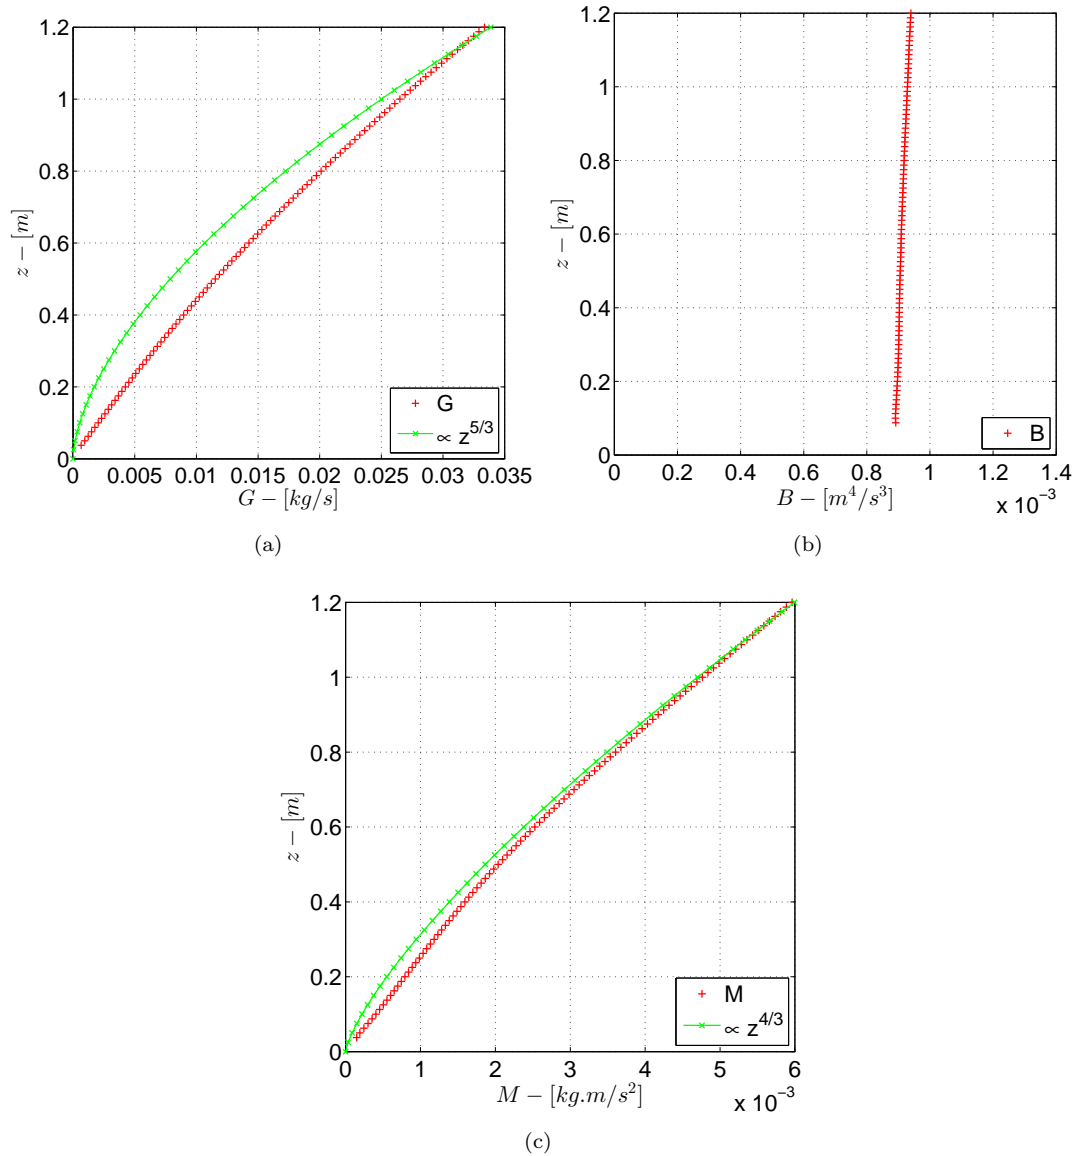 1.2
1
0.8
0.6
0.4
0.2
0
z − [m]
0 0.005 0.01 0.015 0.02 0.025 0.03 0.035
G − [kg/s]
G
∝ z^{5/3}
(a)
1.2
1
0.8
0.6
0.4
0.2
0
z − [m]
0 0.2 0.4 0.6 0.8 1 1.2 1.4
B − [m^4/s^3]
x 10^{-3}
B
(b)
1.2
1
0.8
0.6
0.4
0.2
0
z − [m]
0 1 2 3 4 5 6
M − [kg.m/s^2]
x 10^{-3}
M
∝ z^{4/3}
(c)